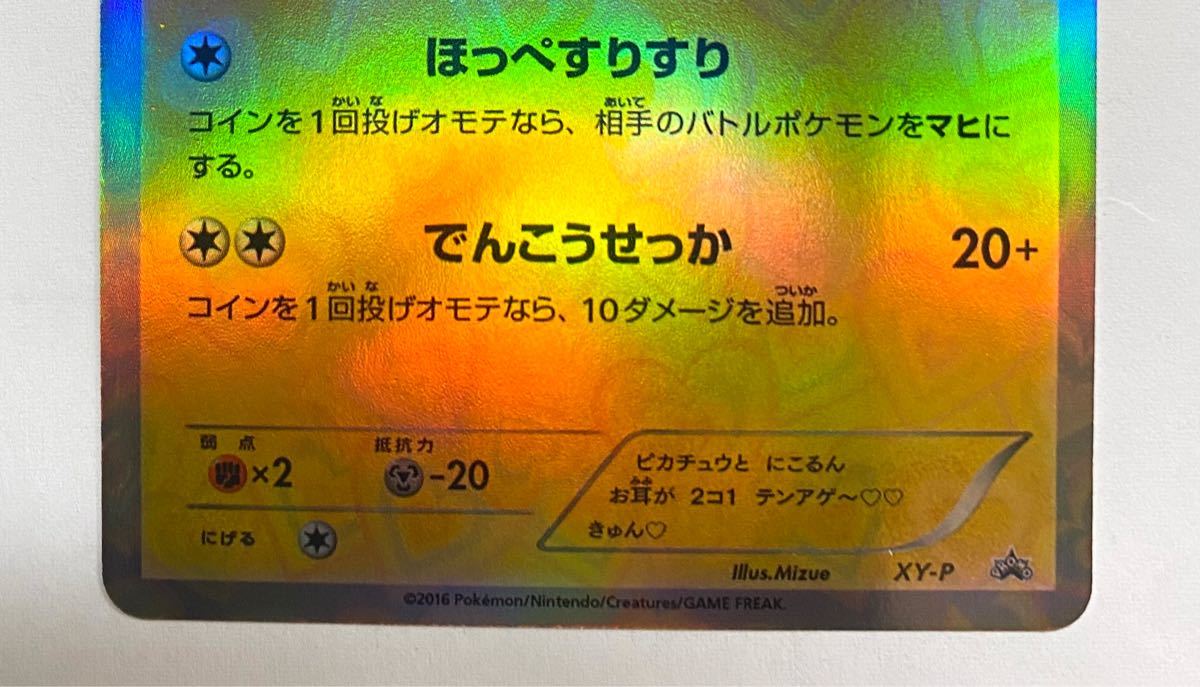 ほっぺすりすり
コインを1回投げオモテなら、相手のバトルポケモンをマヒに
する。
でんこうせっか 20+
コインを1回投げオモテなら、10ダメージを追加。
弱点 抵抗力
×2 -20
にげる
ピカチュウと にこるん
お耳が 2コ1 テンアゲ〜♡♡
きゅん♡
Illus.Mizue XY-P
©2016 Pokémon/Nintendo/Creatures/GAME FREAK.